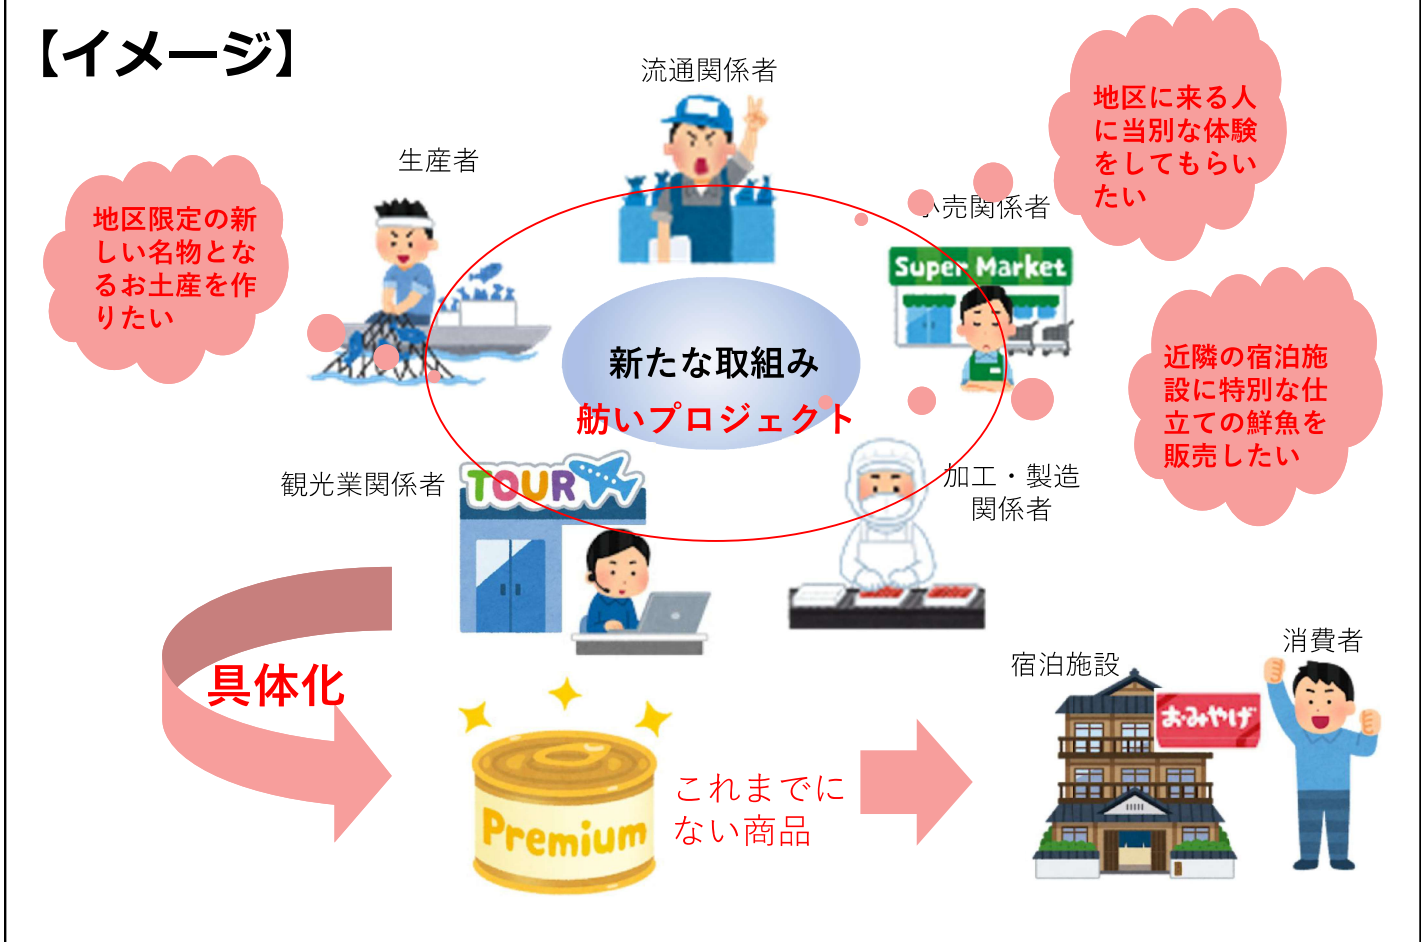 【イメージ】
流通関係者
生産者
地区に来る人
に当別な体験
をしてもらい
たい
小売関係者
地区限定の新
しい名物とな
るお土産を作
りたい
Super Market
新たな取組み
舫いプロジェクト
近隣の宿泊施
設に特別な仕
立ての鮮魚を
販売したい
観光業関係者
TOUR
加工・製造
関係者
具体化
Premium
これまでに
ない商品
宿泊施設
おみやげ
消費者